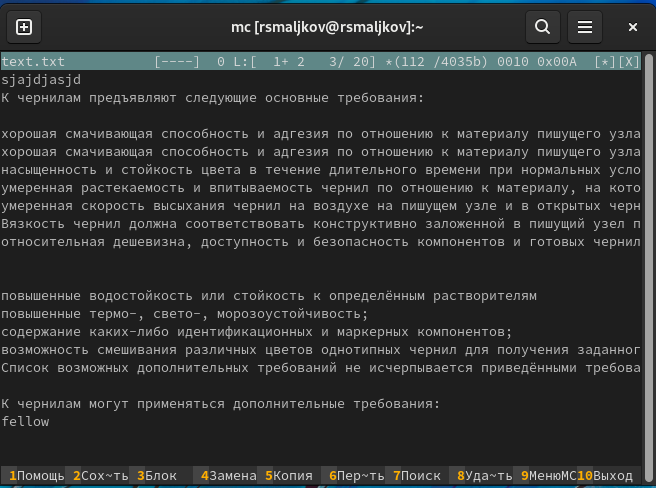 mc [rsmaljkov@rsmaljkov]:~
text.txt [----] 0 L:[ 1+ 2 3/ 20] *(112 /4035b) 0010 0x00A [*][X]
sjajdjasjd
К чернилам предъявляют следующие основные требования:
хорошая смачивающая способность и адгезия по отношению к материалу пишущего узла
хорошая смачивающая способность и адгезия по отношению к материалу пишущего узла
насыщенность и стойкость цвета в течение длительного времени при нормальных усло
умеренная растекаемость и впитываемость чернил по отношению к материалу, на кото
умеренная скорость высыхания чернил на воздухе на пишущем узле и в открытых черн
Вязкость чернил должна соответствовать конструктивно заложенной в пишущий узел п
относительная дешевизна, доступность и безопасность компонентов и готовых чернил
повышенные водостойкость или стойкость к определённым растворителям
повышенные термо-, свето-, морозоустойчивость;
содержание каких-либо идентификационных и маркерных компонентов;
возможность смешивания различных цветов однотипных чернил для получения заданног
Список возможных дополнительных требований не исчерпывается приведёнными требова
К чернилам могут применяться дополнительные требования:
fellow
1Помощь 2Сох~ть 3Блок 4Замена 5Копия 6Пер~ть 7Поиск 8Уда~ть 9МенюMC 10Выход